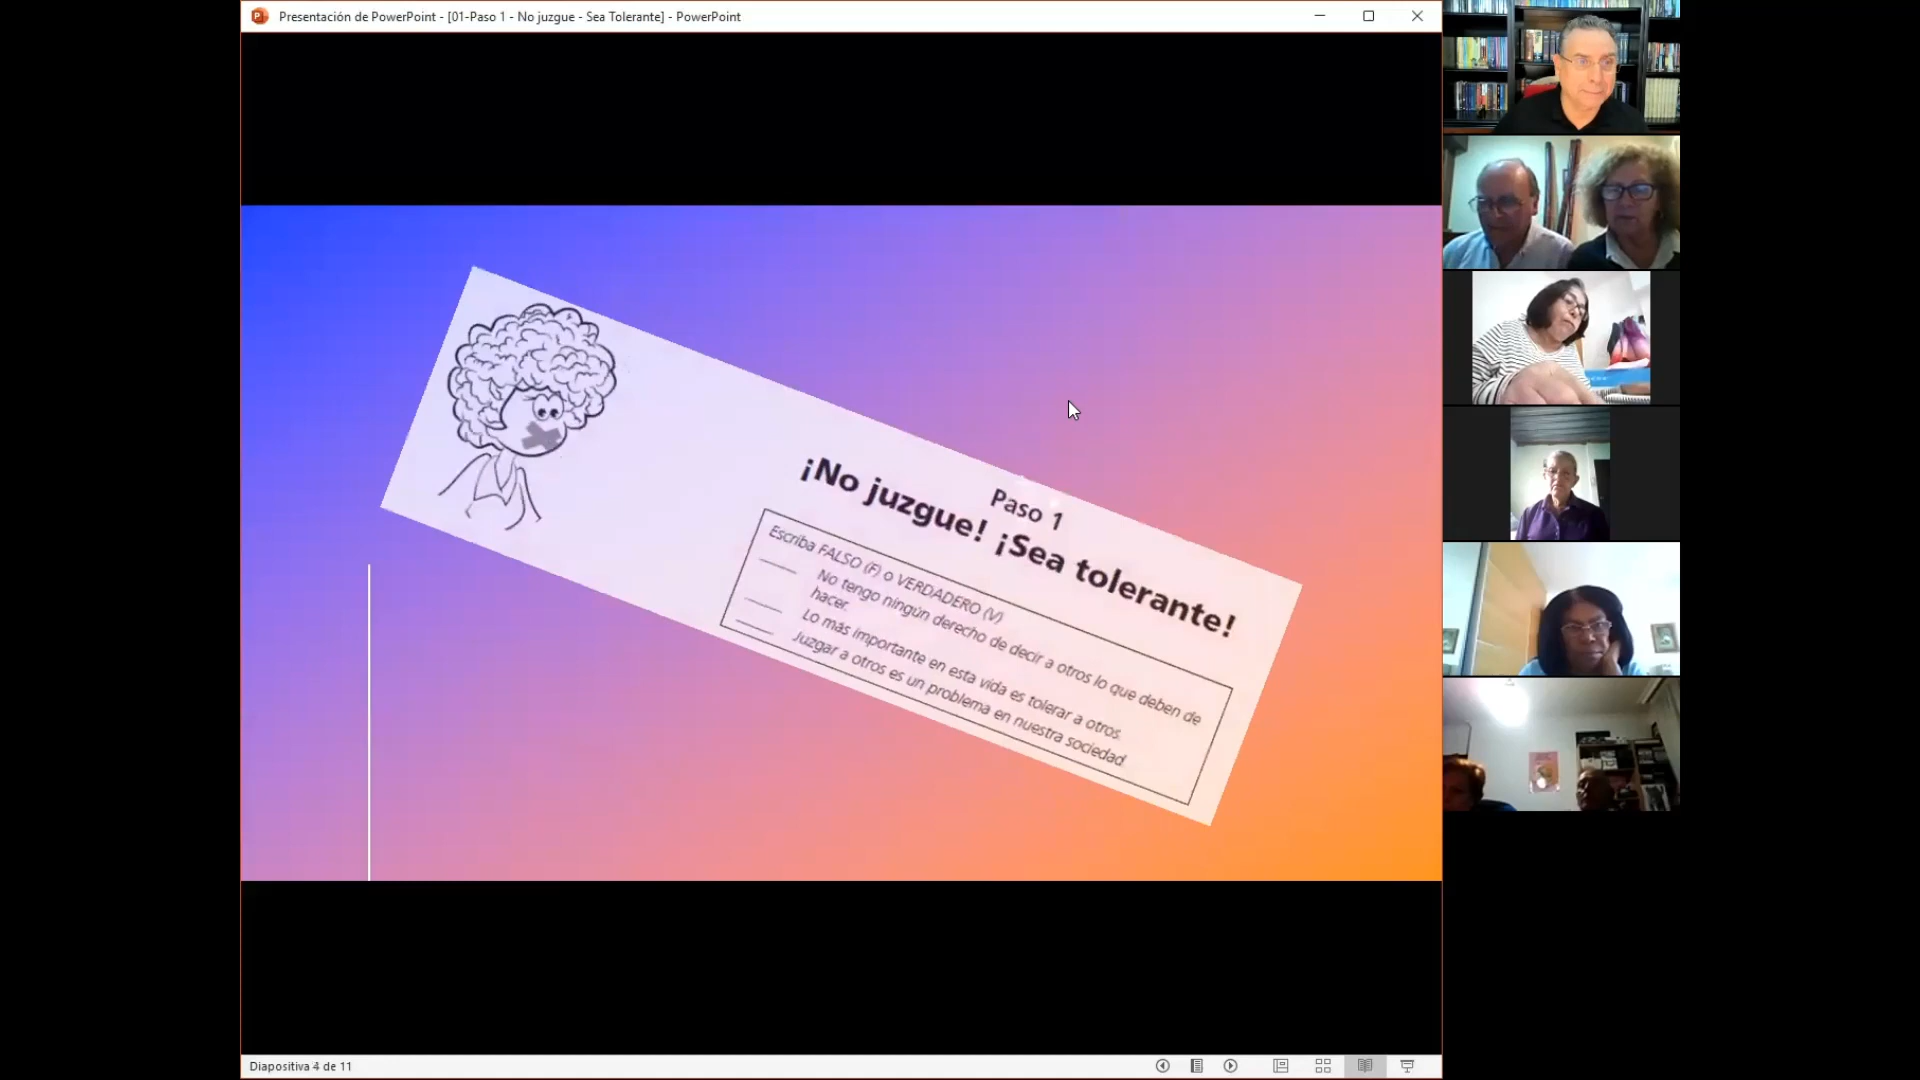 Presentación de PowerPoint - [01-Paso 1 - No juzgue - Sea Tolerante] - PowerPoint
Paso 1
¡No juzgue! ¡Sea tolerante!
Escriba FALSO (F) o VERDADERO (V)
No tengo ningún derecho de decir a otros lo que deben de
hacer.
Lo más importante en esta vida es tolerar a otros.
Juzgar a otros es un problema en nuestra sociedad.
Diapositiva 4 de 11